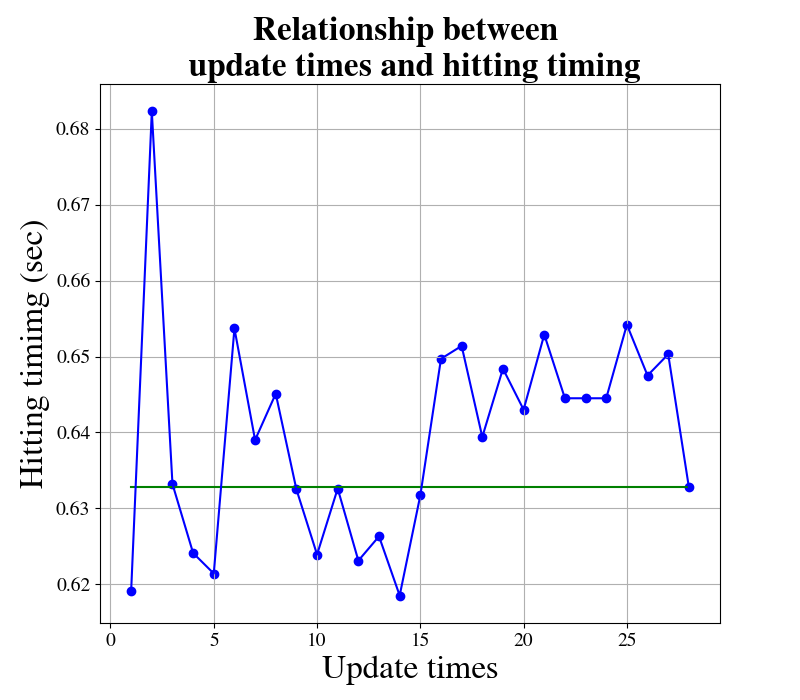 Relationship between
update times and hitting timing
Hitting timimg (sec)
0.68
0.67
0.66
0.65
0.64
0.63
0.62
0 5 10 15 20 25
Update times